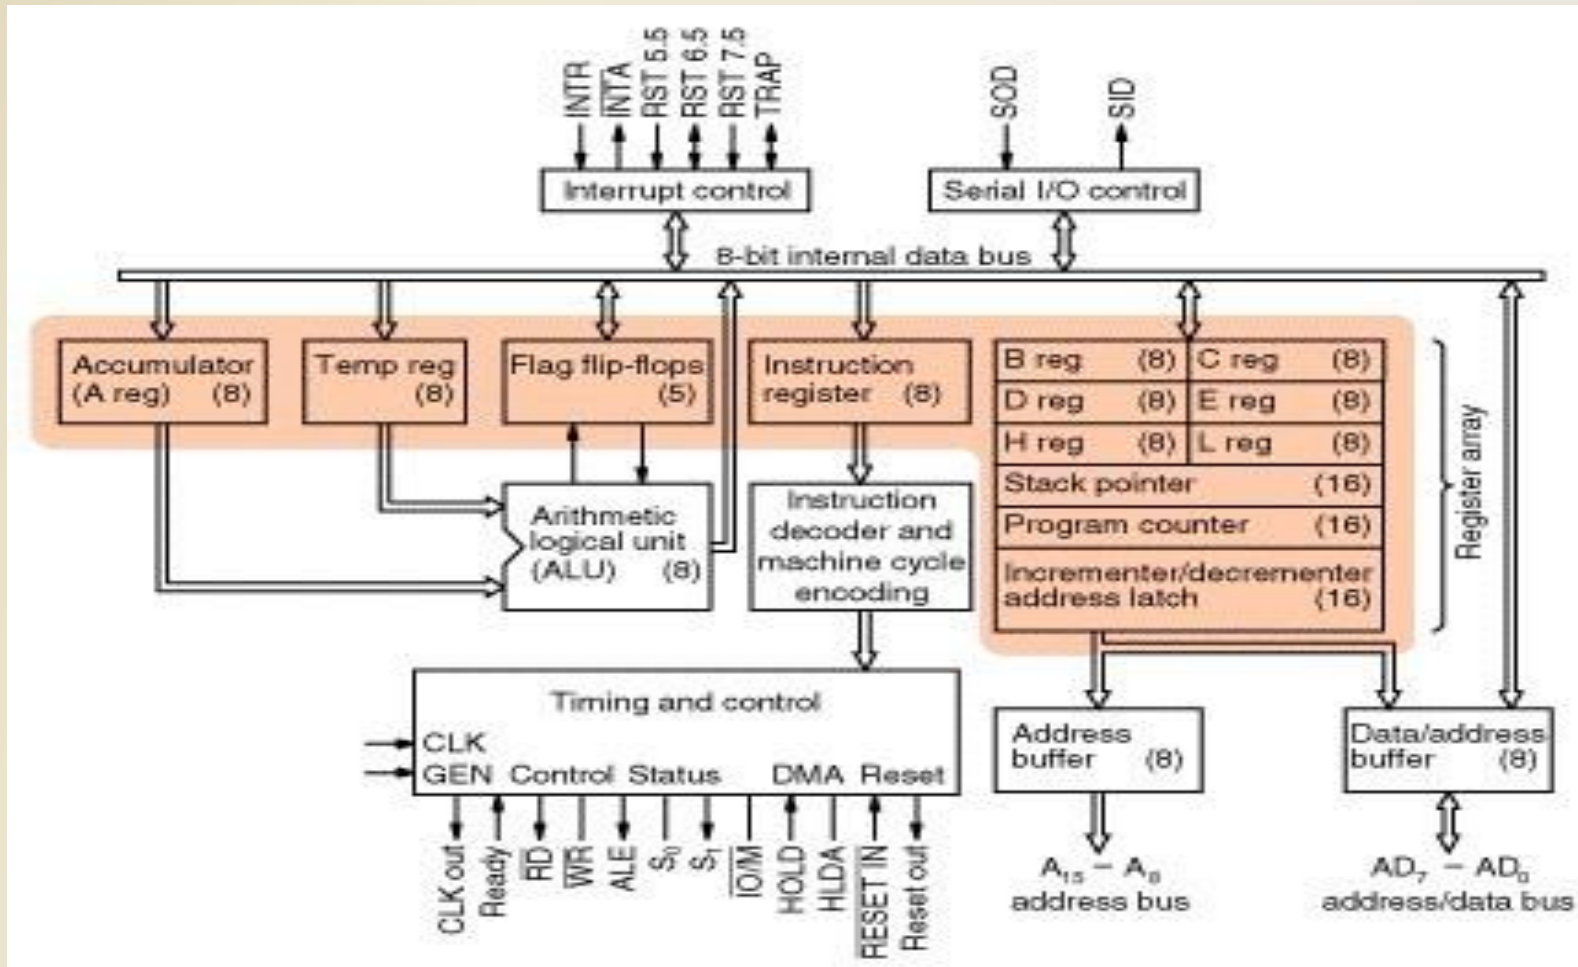 INTR
INTA
RST 5.5
RST 6.5
RST 7.5
TRAP
SOD
SID
Interrupt control
Serial I/O control
8-bit internal data bus
Accumulator
(A reg) (8)
Temp reg
(8)
Flag flip-flops
(5)
Instruction
register (8)
B reg (8) C reg (8)
D reg (8) E reg (8)
H reg (8) L reg (8)
Stack pointer (16)
Program counter (16)
Incrementer/decrementer
address latch (16)
Register array
Arithmetic
logical unit
(ALU) (8)
Instruction
decoder and
machine cycle
encoding
Timing and control
CLK
GEN Control Status DMA Reset
CLK out
Ready
RD
WR
ALE
S₀
S₁
IO/M
HOLD
HLDA
RESET IN
Reset out
Address
buffer (8)
Data/address
buffer (8)
A₁₅ – A₈
address bus
AD₇ – AD₀
address/data bus